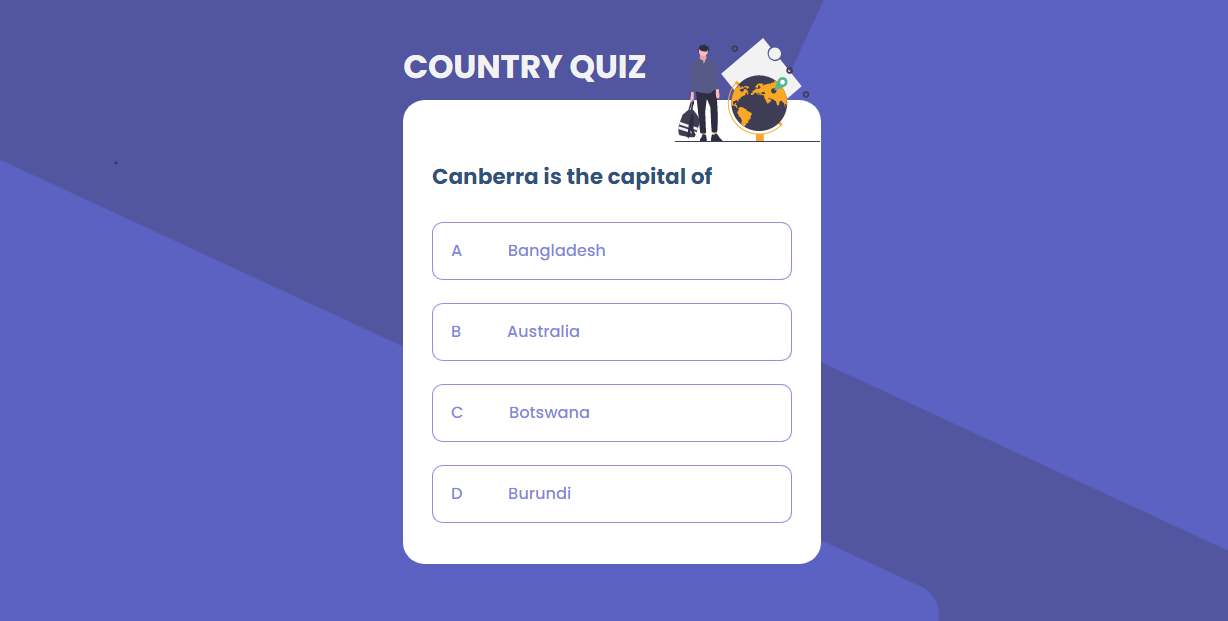 COUNTRY QUIZ
Canberra is the capital of
A Bangladesh
B Australia
C Botswana
D Burundi